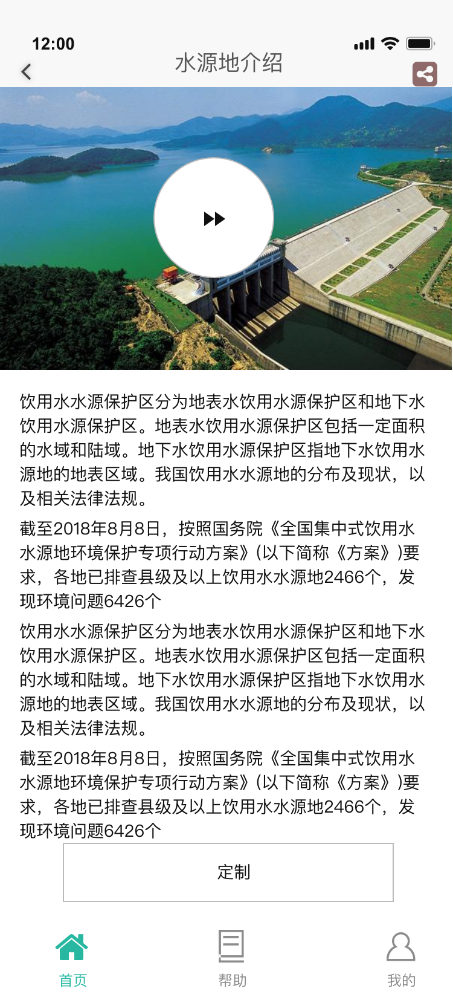 12:00
水源地介绍
饮用水水源保护区分为地表水饮用水源保护区和地下水
饮用水源保护区。地表水饮用水源保护区包括一定面积
的水域和陆域。地下水饮用水源保护区指地下水饮用水
源地的地表区域。我国饮用水水源地的分布及现状，以
及相关法律法规。
截至2018年8月8日，按照国务院《全国集中式饮用水
水源地环境保护专项行动方案》(以下简称《方案》)要
求，各地已排查县级及以上饮用水水源地2466个，发
现环境问题6426个
饮用水水源保护区分为地表水饮用水源保护区和地下水
饮用水源保护区。地表水饮用水源保护区包括一定面积
的水域和陆域。地下水饮用水源保护区指地下水饮用水
源地的地表区域。我国饮用水水源地的分布及现状，以
及相关法律法规。
截至2018年8月8日，按照国务院《全国集中式饮用水
水源地环境保护专项行动方案》(以下简称《方案》)要
求，各地已排查县级及以上饮用水水源地2466个，发
现环境问题6426个
定制
首页
帮助
我的